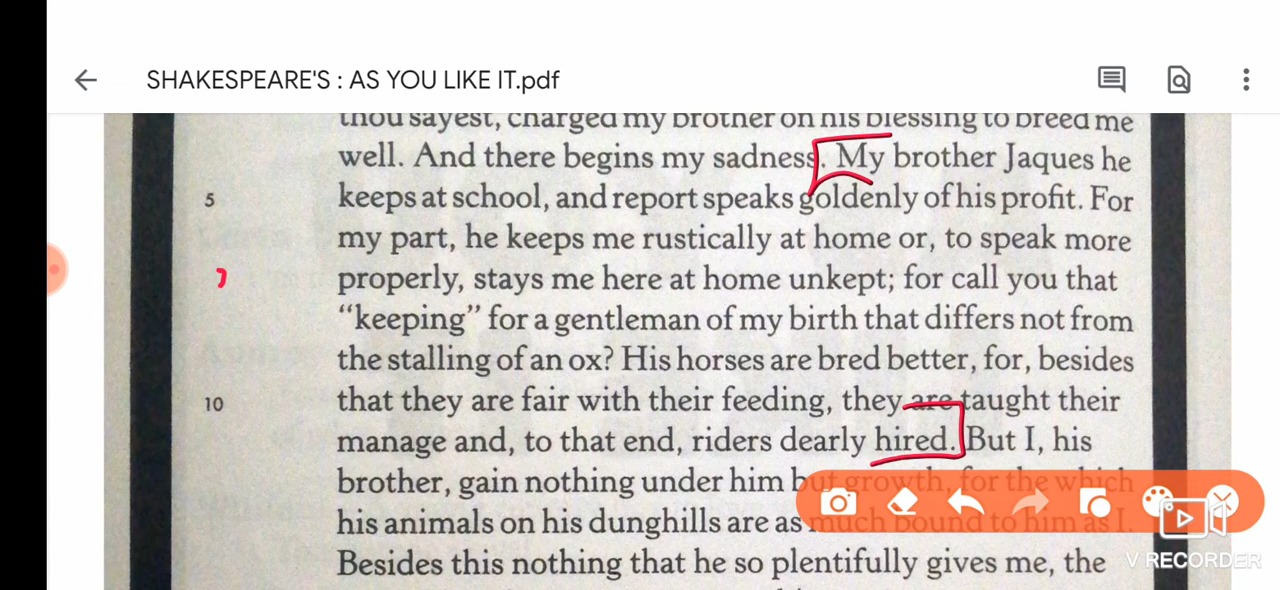 SHAKESPEARE'S : AS YOU LIKE IT.pdf
thou sayest, charged my brother on his blessing to breed me
well. And there begins my sadness. My brother Jaques he
5 keeps at school, and report speaks goldenly of his profit. For
my part, he keeps me rustically at home or, to speak more
properly, stays me here at home unkept; for call you that
“keeping” for a gentleman of my birth that differs not from
the stalling of an ox? His horses are bred better, for, besides
10 that they are fair with their feeding, they are taught their
manage and, to that end, riders dearly hired. But I, his
brother, gain nothing under him but growth, for the which
his animals on his dunghills are as much bound to him as I.
Besides this nothing that he so plentifully gives me, the
V RECORDER